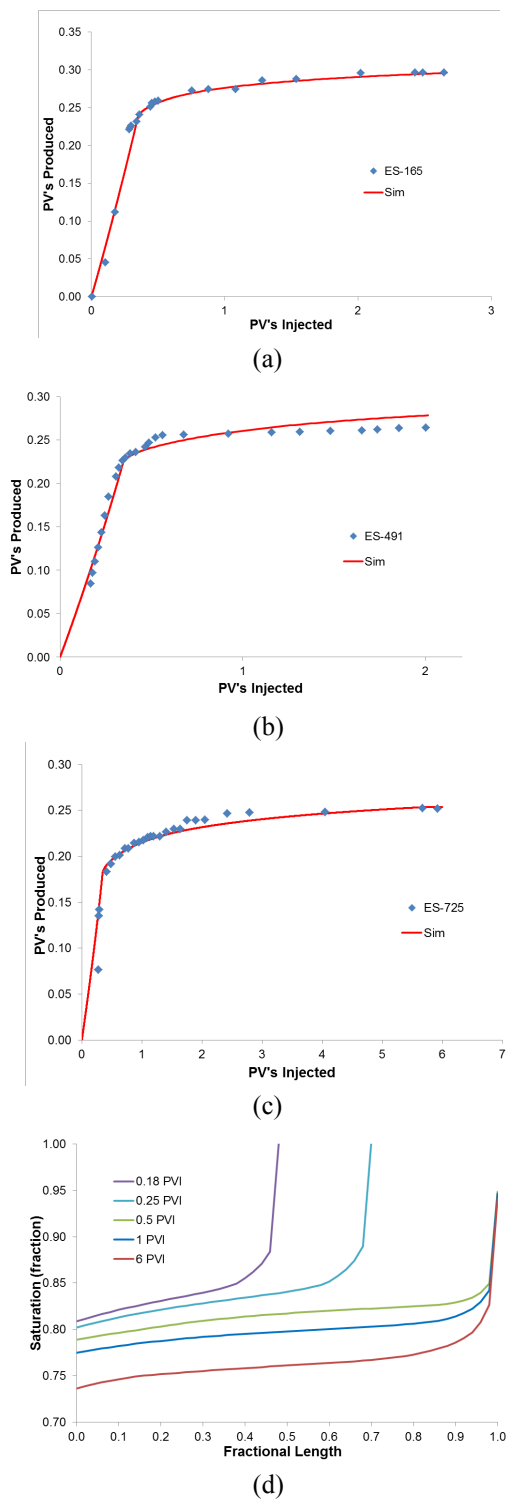 0.35
0.30
0.25
0.20
0.15
0.10
0.05
0.00
PV's Produced
ES-165
Sim
0 1 2 3
PV's Injected
(a)
0.30
0.25
0.20
0.15
0.10
0.05
0.00
PV's Produced
ES-491
Sim
0 1 2
PV's Injected
(b)
0.30
0.25
0.20
0.15
0.10
0.05
0.00
PV's Produced
ES-725
Sim
0 1 2 3 4 5 6 7
PV's Injected
(c)
1.00
0.95
0.90
0.85
0.80
0.75
0.70
Saturation (fraction)
0.18 PVI
0.25 PVI
0.5 PVI
1 PVI
6 PVI
0.0 0.1 0.2 0.3 0.4 0.5 0.6 0.7 0.8 0.9 1.0
Fractional Length
(d)